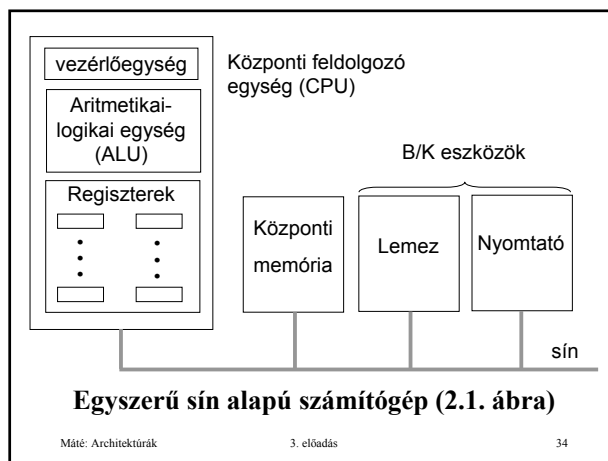 vezérlőegység
Központi feldolgozó
egység (CPU)
Aritmetikai-
logikai egység
(ALU)
B/K eszközök
Regiszterek
Központi
memória
Lemez
Nyomtató
sín
Egyszerű sín alapú számítógép (2.1. ábra)
Máté: Architektúrák 3. előadás 34